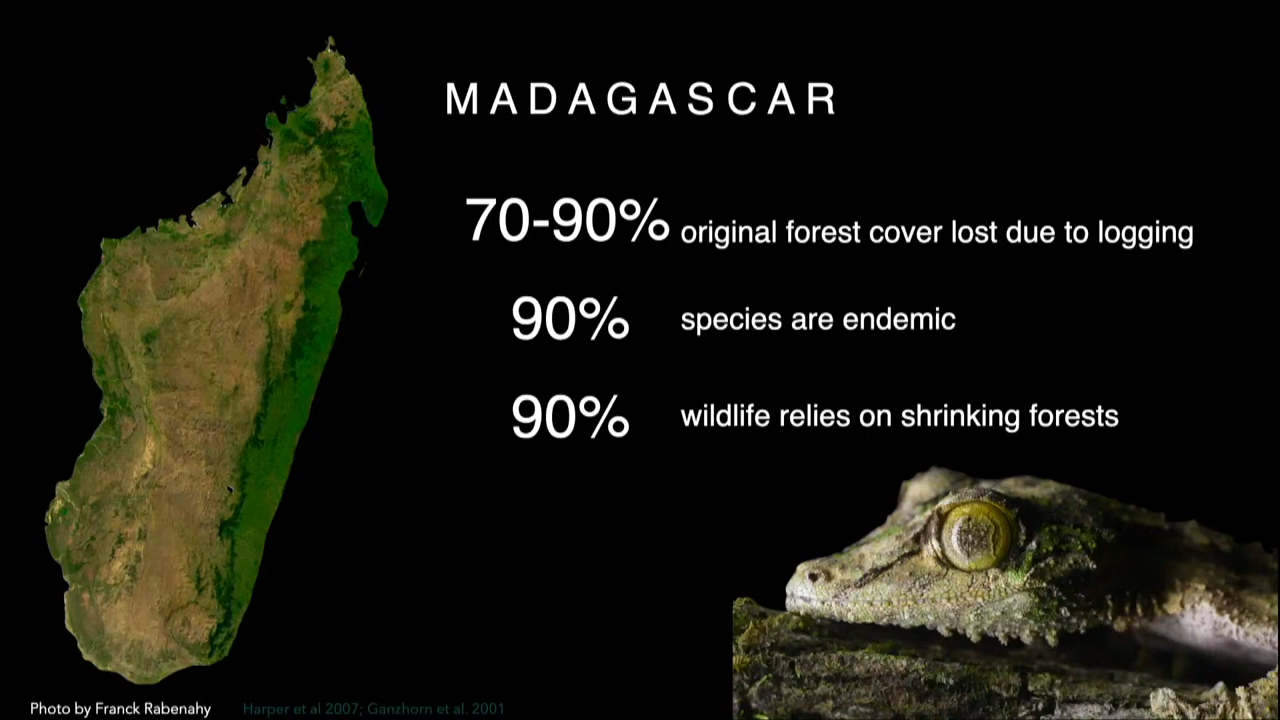 MADAGASCAR
70-90% original forest cover lost due to logging
90% species are endemic
90% wildlife relies on shrinking forests
Photo by Franck Rabenahy Harper et al 2007; Ganzhorn et al. 2001